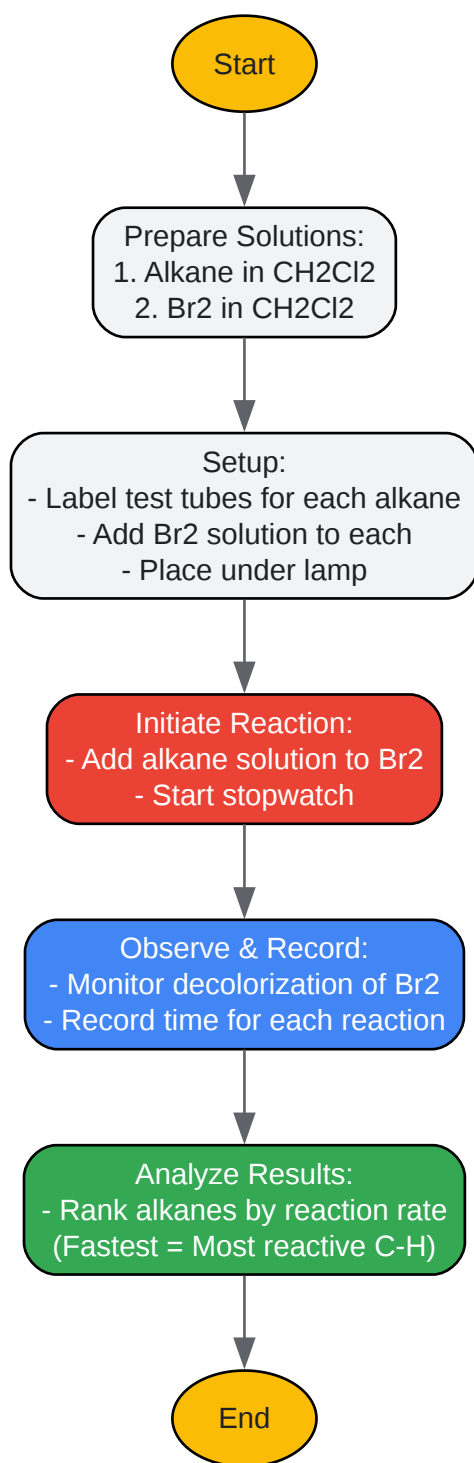 Start
Prepare Solutions:
1. Alkane in CH2Cl2
2. Br2 in CH2Cl2
Setup:
- Label test tubes for each alkane
- Add Br2 solution to each
- Place under lamp
Initiate Reaction:
- Add alkane solution to Br2
- Start stopwatch
Observe & Record:
- Monitor decolorization of Br2
- Record time for each reaction
Analyze Results:
- Rank alkanes by reaction rate
(Fastest = Most reactive C-H)
End